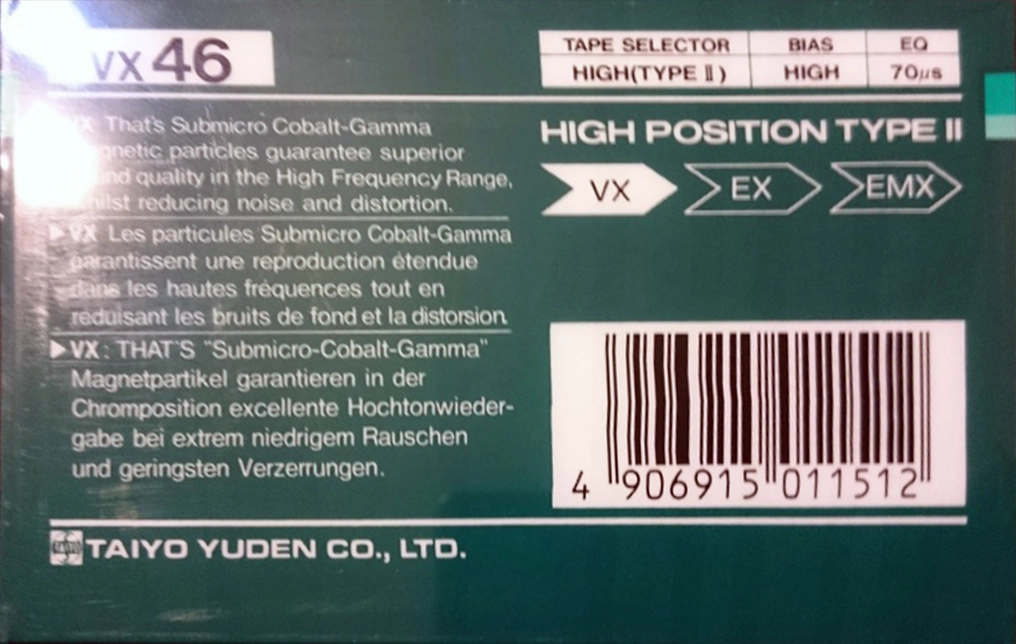 VX 46
TAPE SELECTOR BIAS EQ
HIGH(TYPE II) HIGH 70µs
VX That's Submicro Cobalt-Gamma
magnetic particles guarantee superior
sound quality in the High Frequency Range,
whilst reducing noise and distortion.
▶VX Les particules Submicro Cobalt-Gamma
garantissent une reproduction étendue
dans les hautes fréquences tout en
réduisant les bruits de fond et la distorsion
▶VX: THAT'S "Submicro-Cobalt-Gamma"
Magnetpartikel garantieren in der
Chromposition excellente Hochtonwieder-
gabe bei extrem niedrigem Rauschen
und geringsten Verzerrungen.
HIGH POSITION TYPE II
VX EX EMX
4 906915 011512
TAIYO YUDEN CO., LTD.